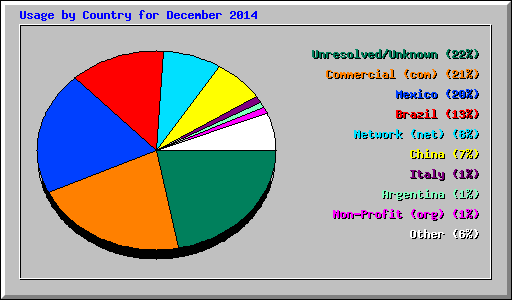 Usage by Country for December 2014
Unresolved/Unknown (22%)
Commercial (com) (21%)
Mexico (20%)
Brazil (13%)
Network (net) (8%)
China (7%)
Italy (1%)
Argentina (1%)
Non-Profit (org) (1%)
Other (6%)